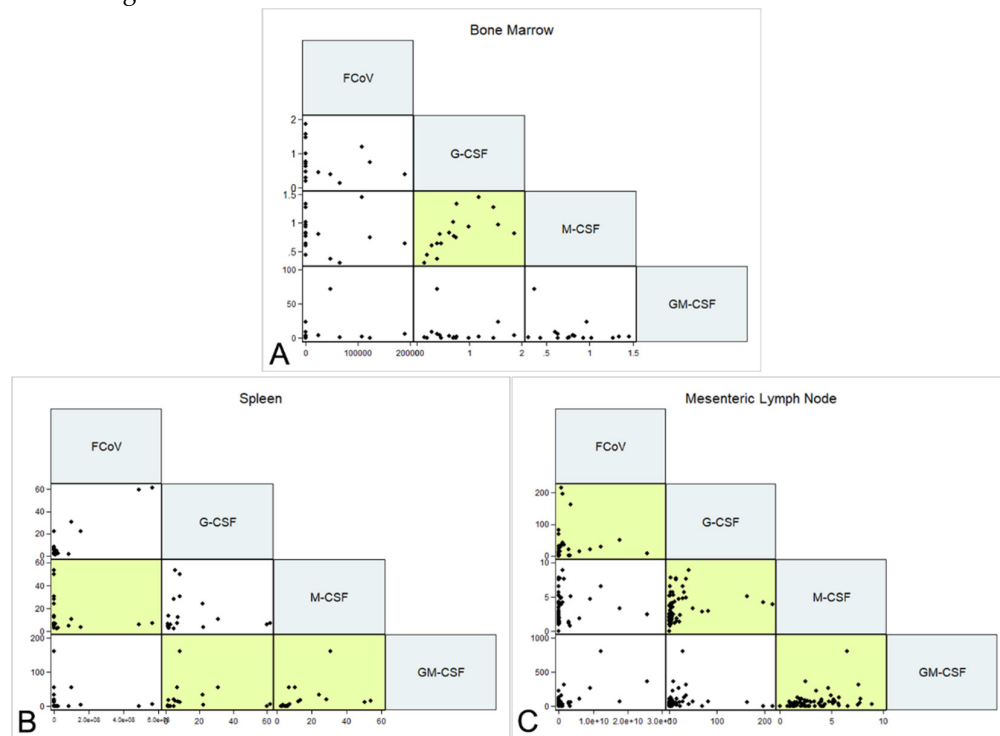 Bone Marrow
FCoV
2
1
0
G-CSF
1.5
1
.5
M-CSF
100
50
0
GM-CSF
0 100000 200000 1 2 .5 1 1.5
A
Spleen
FCoV
60
40
20
0
G-CSF
60
40
20
0
M-CSF
200
100
0
GM-CSF
0 2.0e+08 4.0e+08 20 40 60 0 20 40 60
B
Mesenteric Lymph Node
FCoV
200
100
0
G-CSF
10
5
0
M-CSF
1000
500
0
GM-CSF
0 1.0e+10 2.0e+10 100 200 0 5 10
C